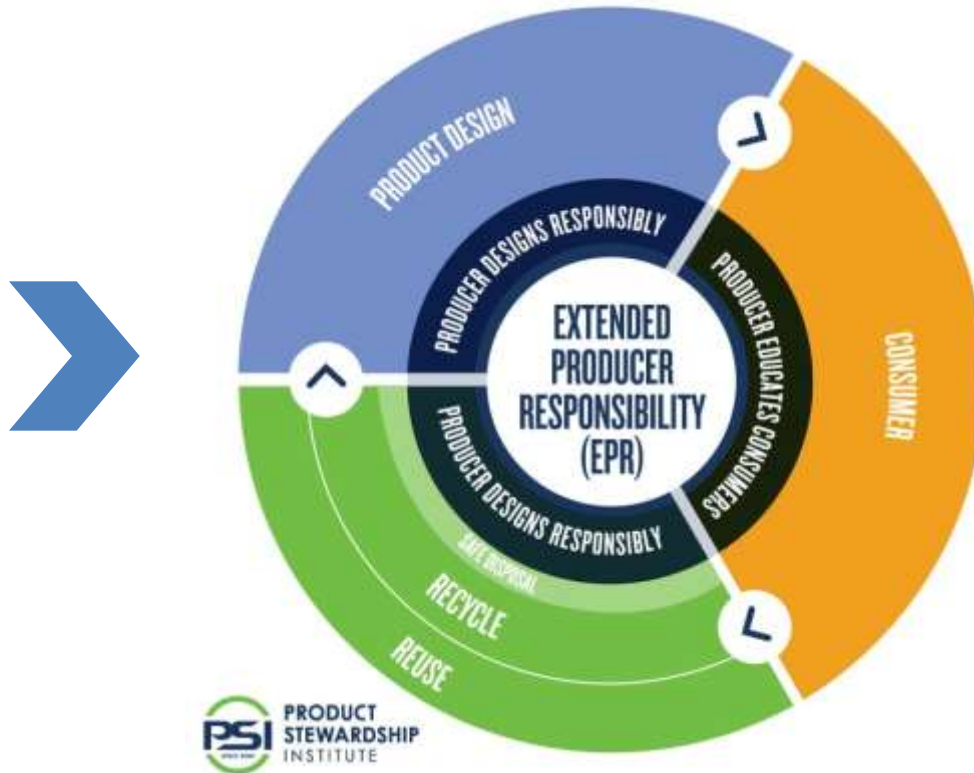 PRODUCT DESIGN
PRODUCER DESIGNS RESPONSIBLY
PRODUCER EDUCATES CONSUMERS
CONSUMER
EXTENDED
PRODUCER
RESPONSIBILITY
(EPR)
PRODUCER DESIGNS RESPONSIBLY
SAFE DISPOSAL
RECYCLE
REUSE
PSI
PRODUCT
STEWARDSHIP
INSTITUTE